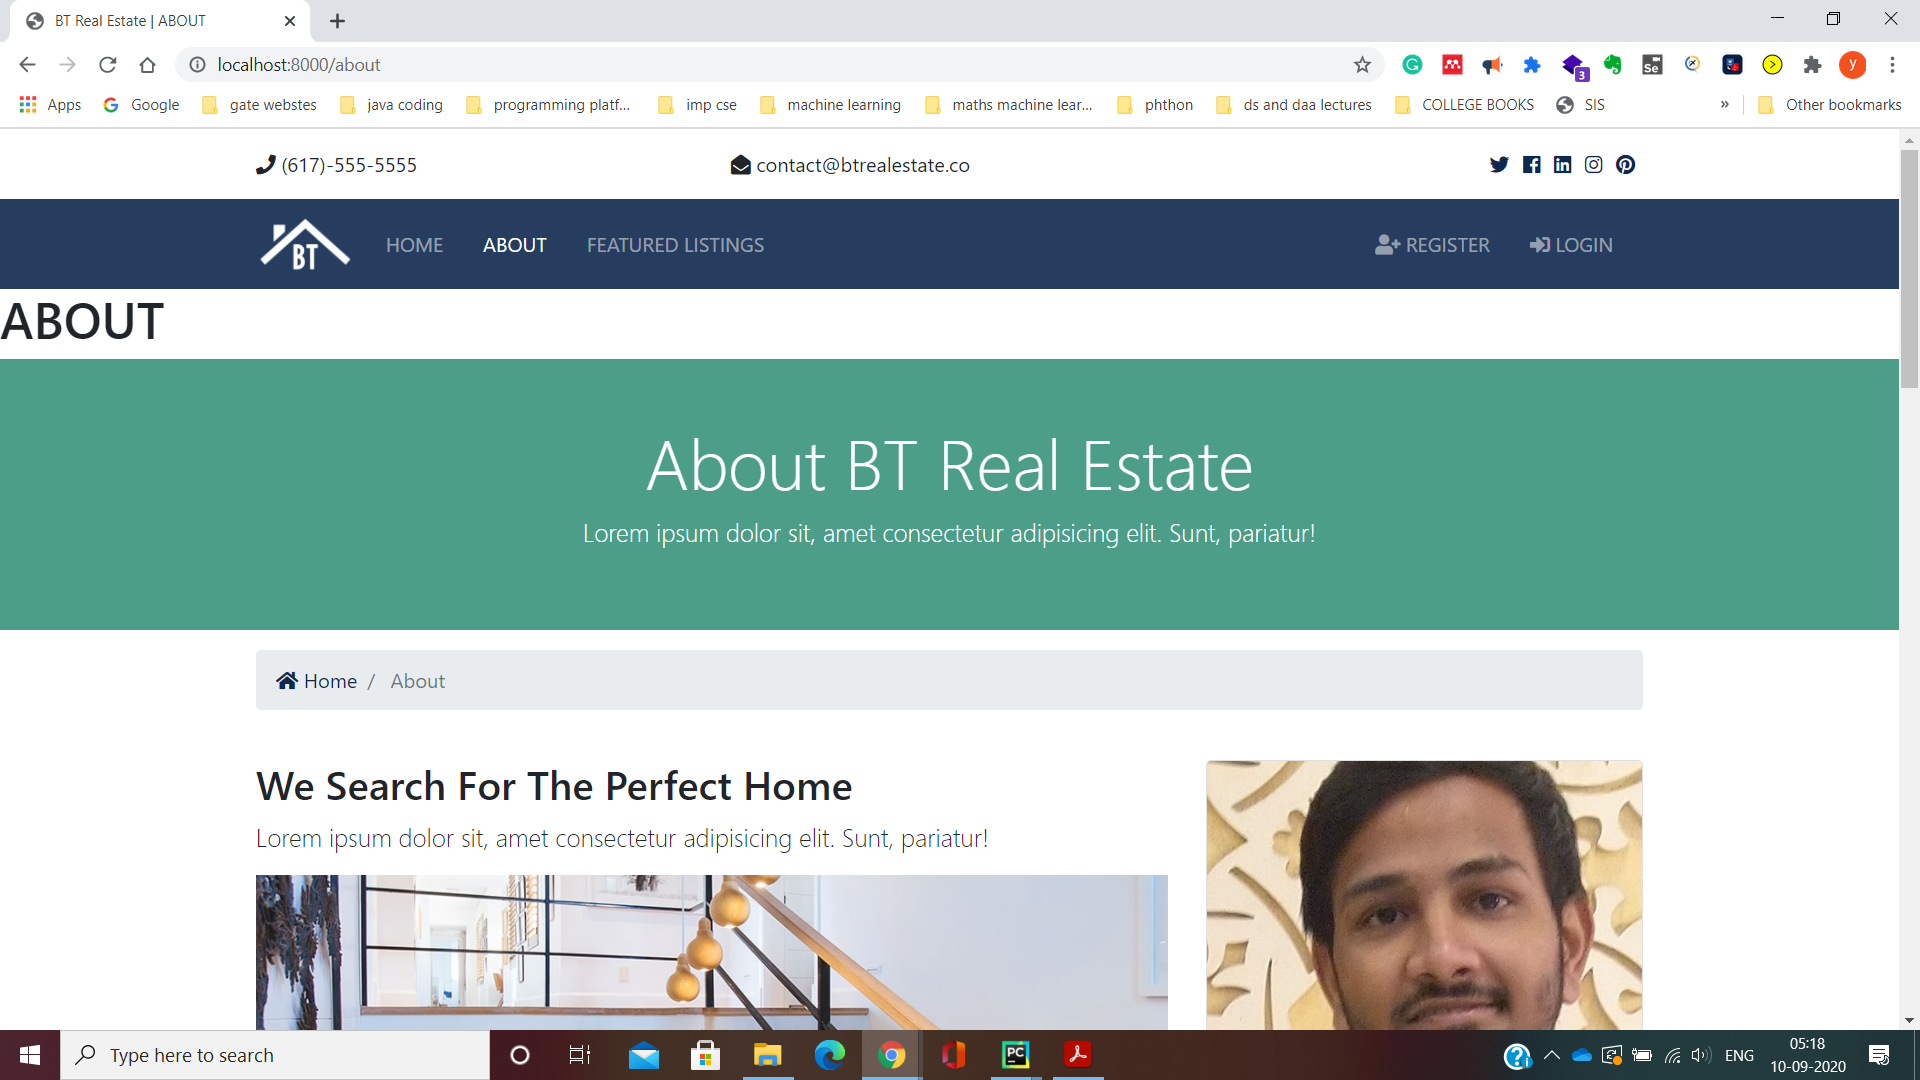 BT Real Estate | ABOUT
localhost:8000/about
Se
3
y
Apps
Google
gate webstes
java coding
programming platf...
imp cse
machine learning
maths machine lear...
phthon
ds and daa lectures
COLLEGE BOOKS
SIS
»
Other bookmarks
(617)-555-5555
contact@btrealestate.co
BT
HOME
ABOUT
FEATURED LISTINGS
REGISTER
LOGIN
ABOUT
About BT Real Estate
Lorem ipsum dolor sit, amet consectetur adipisicing elit. Sunt, pariatur!
Home / About
We Search For The Perfect Home
Lorem ipsum dolor sit, amet consectetur adipisicing elit. Sunt, pariatur!
Type here to search
PC
ENG
05:18
10-09-2020